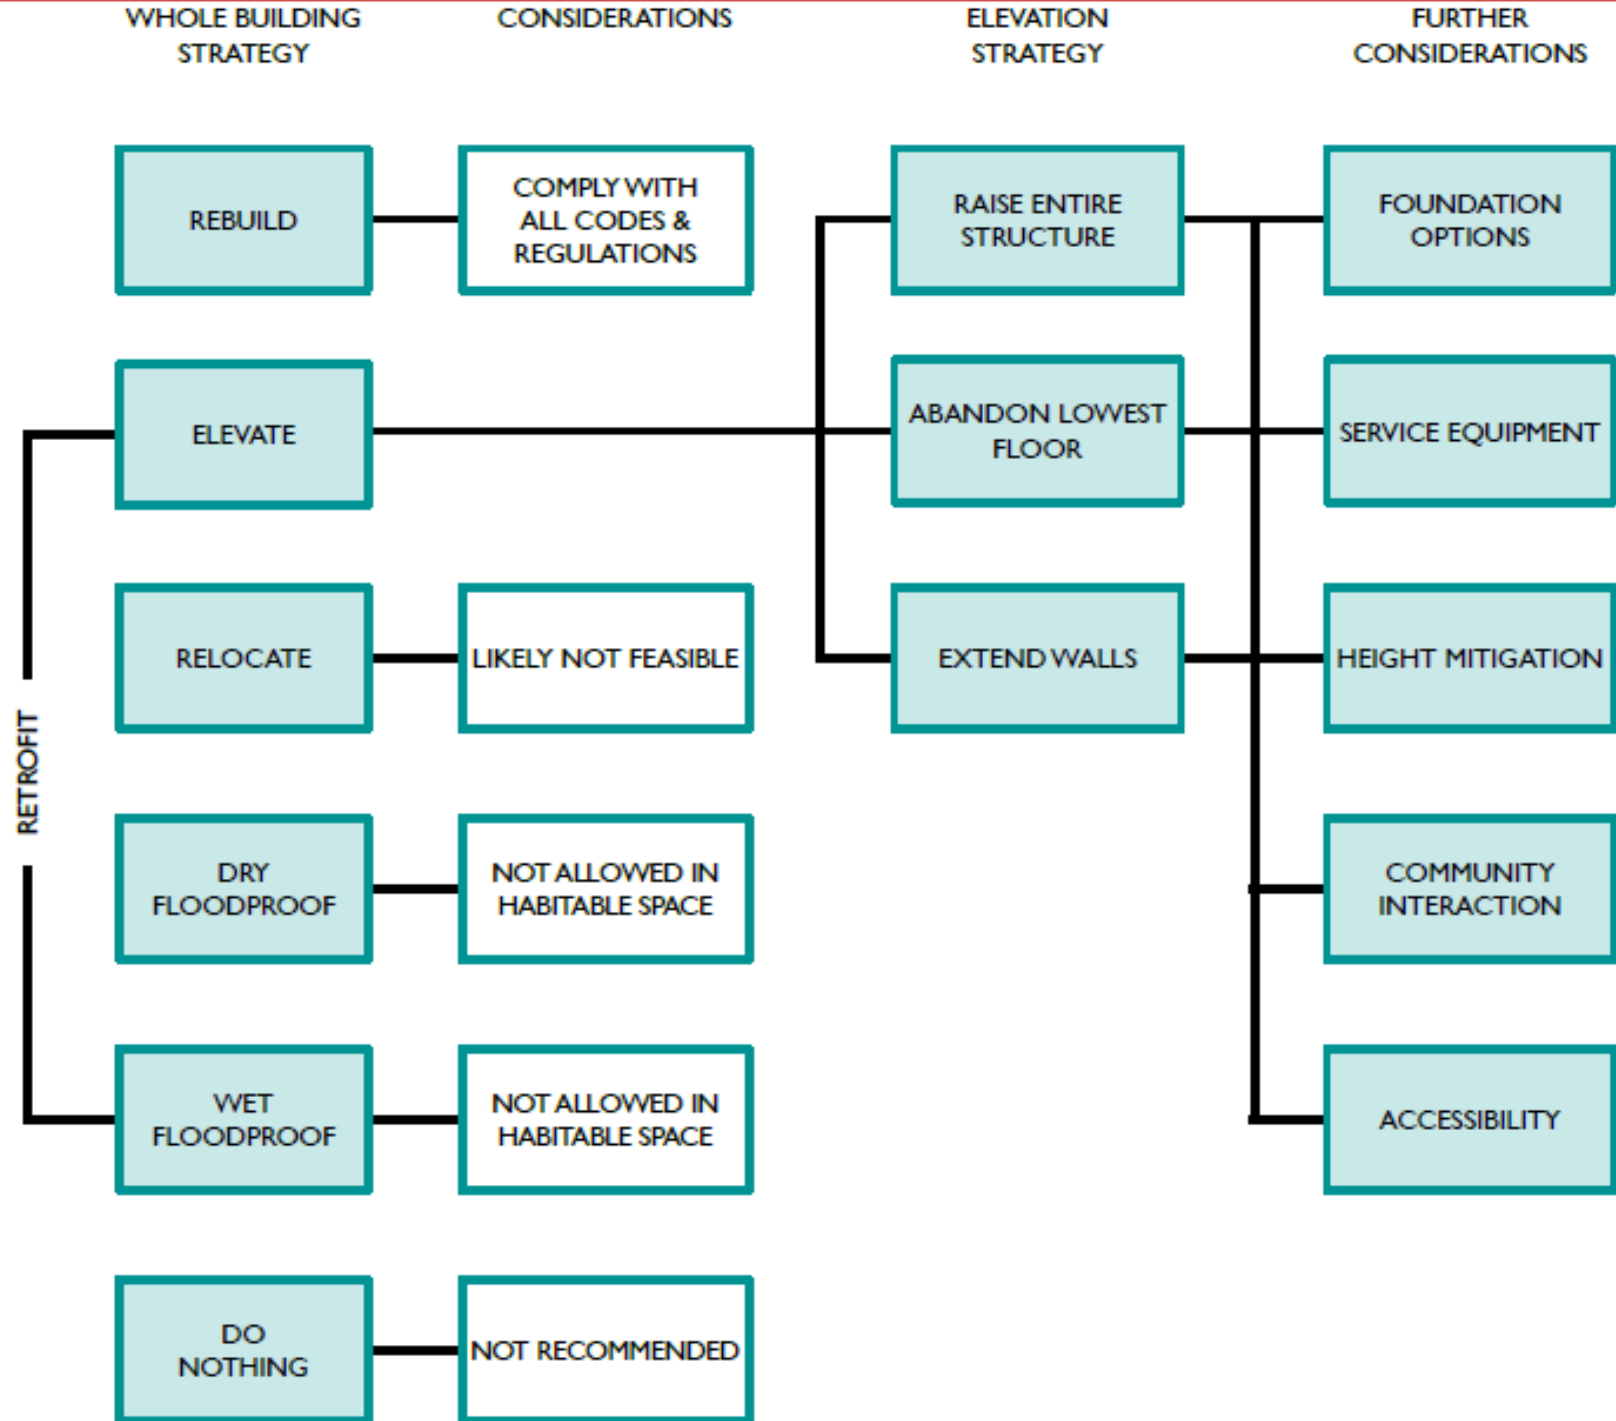 WHOLE BUILDING
STRATEGY
CONSIDERATIONS
ELEVATION
STRATEGY
FURTHER
CONSIDERATIONS
REBUILD
COMPLY WITH
ALL CODES &
REGULATIONS
RAISE ENTIRE
STRUCTURE
FOUNDATION
OPTIONS
ELEVATE
ABANDON LOWEST
FLOOR
SERVICE EQUIPMENT
RELOCATE
LIKELY NOT FEASIBLE
EXTEND WALLS
HEIGHT MITIGATION
RETROFIT
DRY
FLOODPROOF
NOT ALLOWED IN
HABITABLE SPACE
COMMUNITY
INTERACTION
WET
FLOODPROOF
NOT ALLOWED IN
HABITABLE SPACE
ACCESSIBILITY
DO
NOTHING
NOT RECOMMENDED